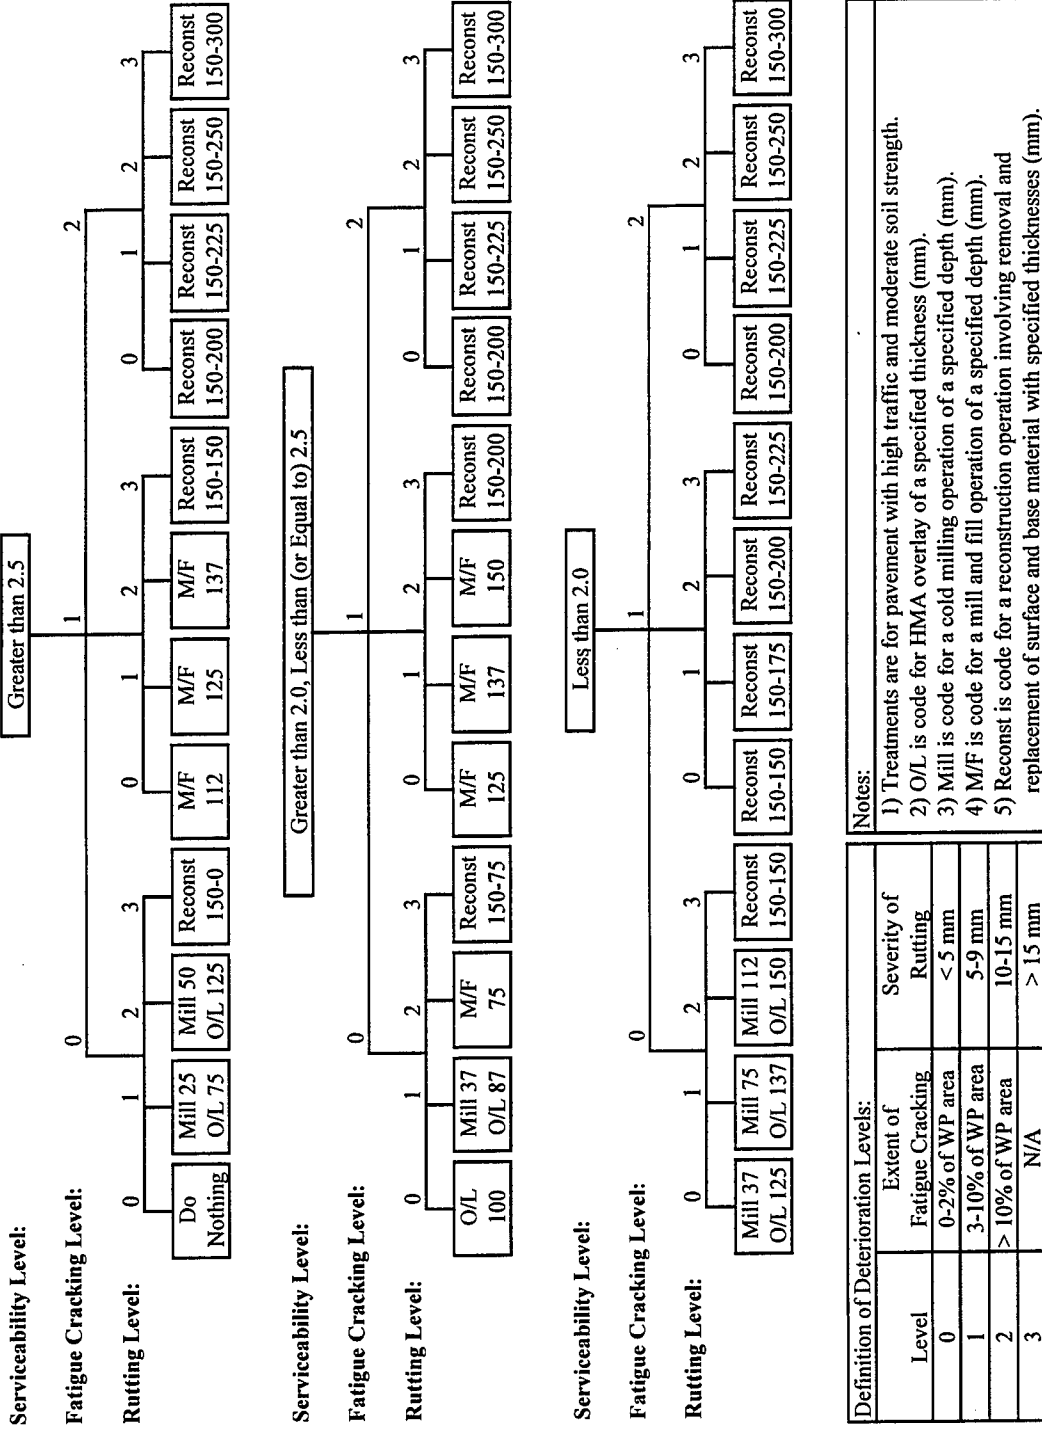 Serviceability Level:
Greater than 2.5
Fatigue Cracking Level:
0 1 2
Rutting Level:
0 1 2 3 0 1 2 3 0 1 2 3
Do
Nothing
Mill 25
O/L 75
Mill 50
O/L 125
Reconst
150-0
M/F
112
M/F
125
M/F
137
Reconst
150-150
Reconst
150-200
Reconst
150-225
Reconst
150-250
Reconst
150-300
Serviceability Level:
Greater than 2.0, Less than (or Equal to) 2.5
Fatigue Cracking Level:
0 1 2
Rutting Level:
0 1 2 3 0 1 2 3 0 1 2 3
O/L
100
Mill 37
O/L 87
M/F
75
Reconst
150-75
M/F
125
M/F
137
M/F
150
Reconst
150-200
Reconst
150-200
Reconst
150-225
Reconst
150-250
Reconst
150-300
Serviceability Level:
Less than 2.0
Fatigue Cracking Level:
0 1 2
Rutting Level:
0 1 2 3 0 1 2 3 0 1 2 3
Mill 37
O/L 125
Mill 75
O/L 137
Mill 112
O/L 150
Reconst
150-150
Reconst
150-150
Reconst
150-175
Reconst
150-200
Reconst
150-225
Reconst
150-200
Reconst
150-225
Reconst
150-250
Reconst
150-300
Definition of Deterioration Levels:
Level
Extent of
Fatigue Cracking
Severity of
Rutting
0 0-2% of WP area < 5 mm
1 3-10% of WP area 5-9 mm
2 > 10% of WP area 10-15 mm
3 N/A > 15 mm
Notes:
1) Treatments are for pavement with high traffic and moderate soil strength.
2) O/L is code for HMA overlay of a specified thickness (mm).
3) Mill is code for a cold milling operation of a specified depth (mm).
4) M/F is code for a mill and fill operation of a specified depth (mm).
5) Reconst is code for a reconstruction operation involving removal and
replacement of surface and base material with specified thicknesses (mm).